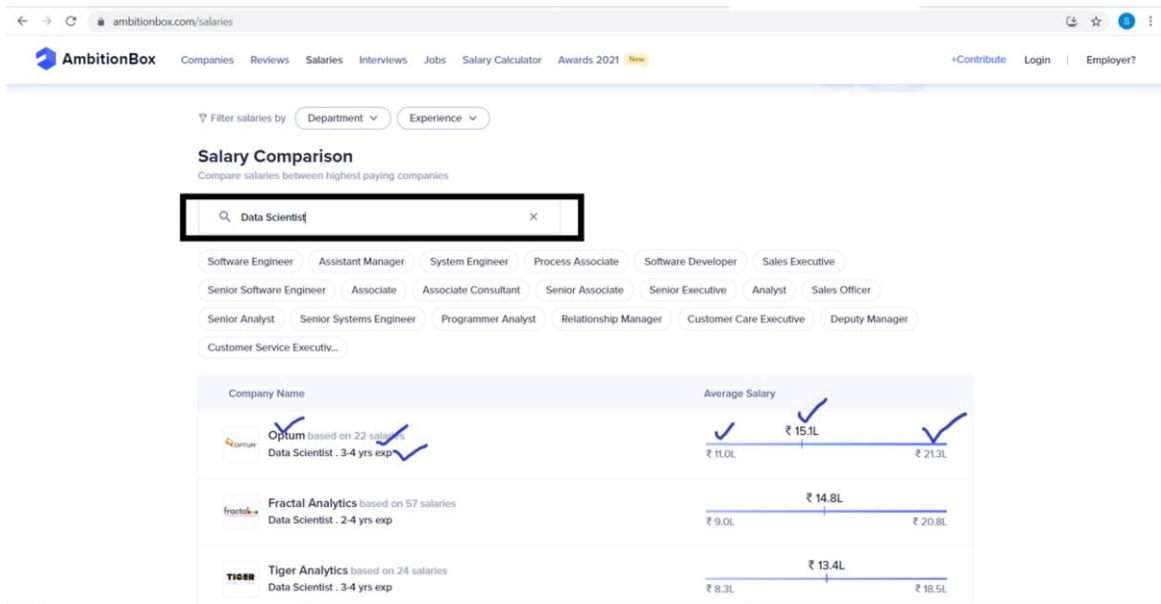 ambitionbox.com/salaries
S
AmbitionBox Companies Reviews Salaries Interviews Jobs Salary Calculator Awards 2021 New +Contribute Login | Employer?
Filter salaries by Department Experience
Salary Comparison
Compare salaries between highest paying companies
Data Scientist
Software Engineer Assistant Manager System Engineer Process Associate Software Developer Sales Executive
Senior Software Engineer Associate Associate Consultant Senior Associate Senior Executive Analyst Sales Officer
Senior Analyst Senior Systems Engineer Programmer Analyst Relationship Manager Customer Care Executive Deputy Manager
Customer Service Executiv...
Company Name Average Salary
OPTUM Optum based on 22 salaries ₹ 15.1L
Data Scientist . 3-4 yrs exp ₹ 11.0L ₹ 21.3L
fractal Fractal Analytics based on 57 salaries ₹ 14.8L
Data Scientist . 2-4 yrs exp ₹ 9.0L ₹ 20.8L
TIGER Tiger Analytics based on 24 salaries ₹ 13.4L
Data Scientist . 3-4 yrs exp ₹ 8.3L ₹ 18.5L